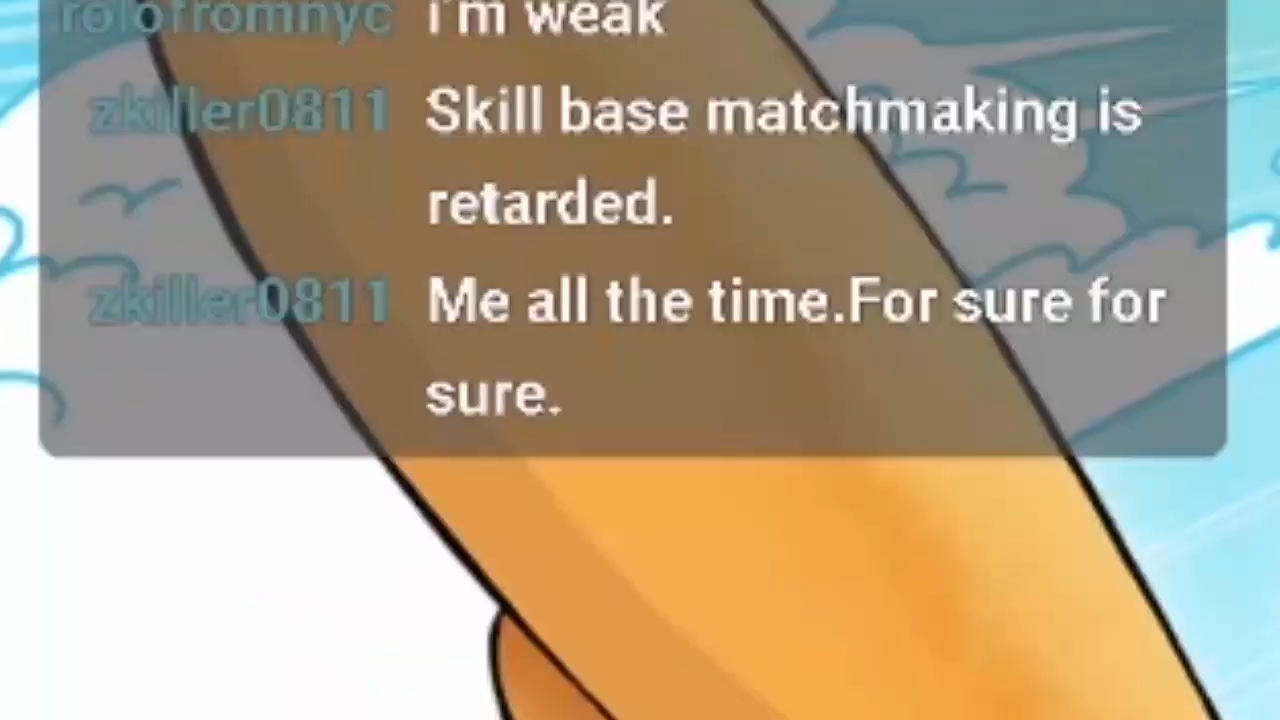 rolofromnyc i'm weak
zkiller0811 Skill base matchmaking is
retarded.
zkiller0811 Me all the time.For sure for
sure.